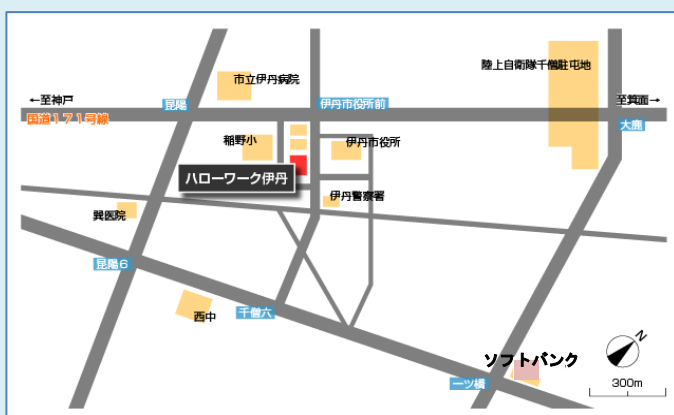 市立伊丹病院
陸上自衛隊千僧駐屯地
←至神戸
昆陽
伊丹市役所前
至箕面→
国道171号線
大鹿
稲野小
伊丹市役所
ハローワーク伊丹
伊丹警察署
巽医院
昆陽6
西中
千僧六
ソフトバンク
N
一ツ橋
300m